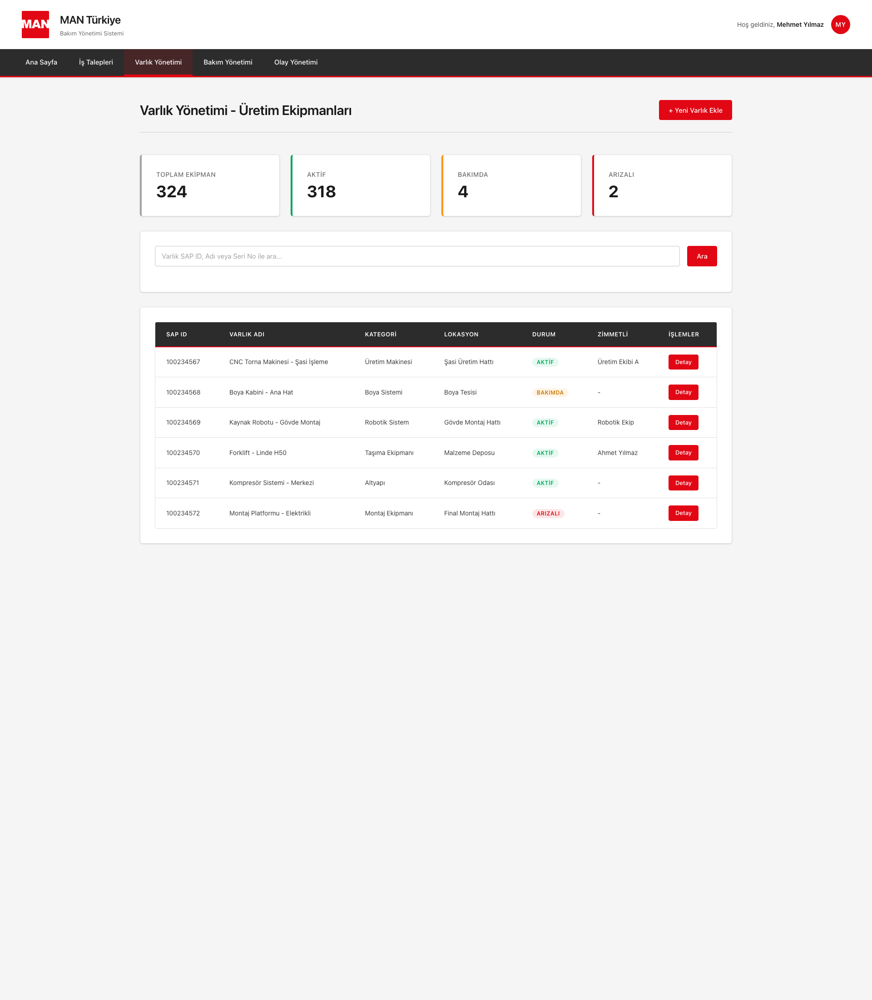 MAN
MAN Türkiye
Bakım Yönetimi Sistemi
Hoş geldiniz, Mehmet Yılmaz
MY
Ana Sayfa İş Talepleri Varlık Yönetimi Bakım Yönetimi Olay Yönetimi
Varlık Yönetimi - Üretim Ekipmanları
+ Yeni Varlık Ekle
TOPLAM EKİPMAN
324
AKTİF
318
BAKIMDA
4
ARIZALI
2
Varlık SAP ID, Adı veya Seri No ile ara...
Ara
SAP ID VARLIK ADI KATEGORİ LOKASYON DURUM ZİMMETLİ İŞLEMLER
100234567 CNC Torna Makinesi - Şasi İşleme Üretim Makinesi Şasi Üretim Hattı AKTİF Üretim Ekibi A Detay
100234568 Boya Kabini - Ana Hat Boya Sistemi Boya Tesisi BAKIMDA - Detay
100234569 Kaynak Robotu - Gövde Montaj Robotik Sistem Gövde Montaj Hattı AKTİF Robotik Ekip Detay
100234570 Forklift - Linde H50 Taşıma Ekipmanı Malzeme Deposu AKTİF Ahmet Yılmaz Detay
100234571 Kompresör Sistemi - Merkezi Altyapı Kompresör Odası AKTİF - Detay
100234572 Montaj Platformu - Elektrikli Montaj Ekipmanı Final Montaj Hattı ARIZALI - Detay